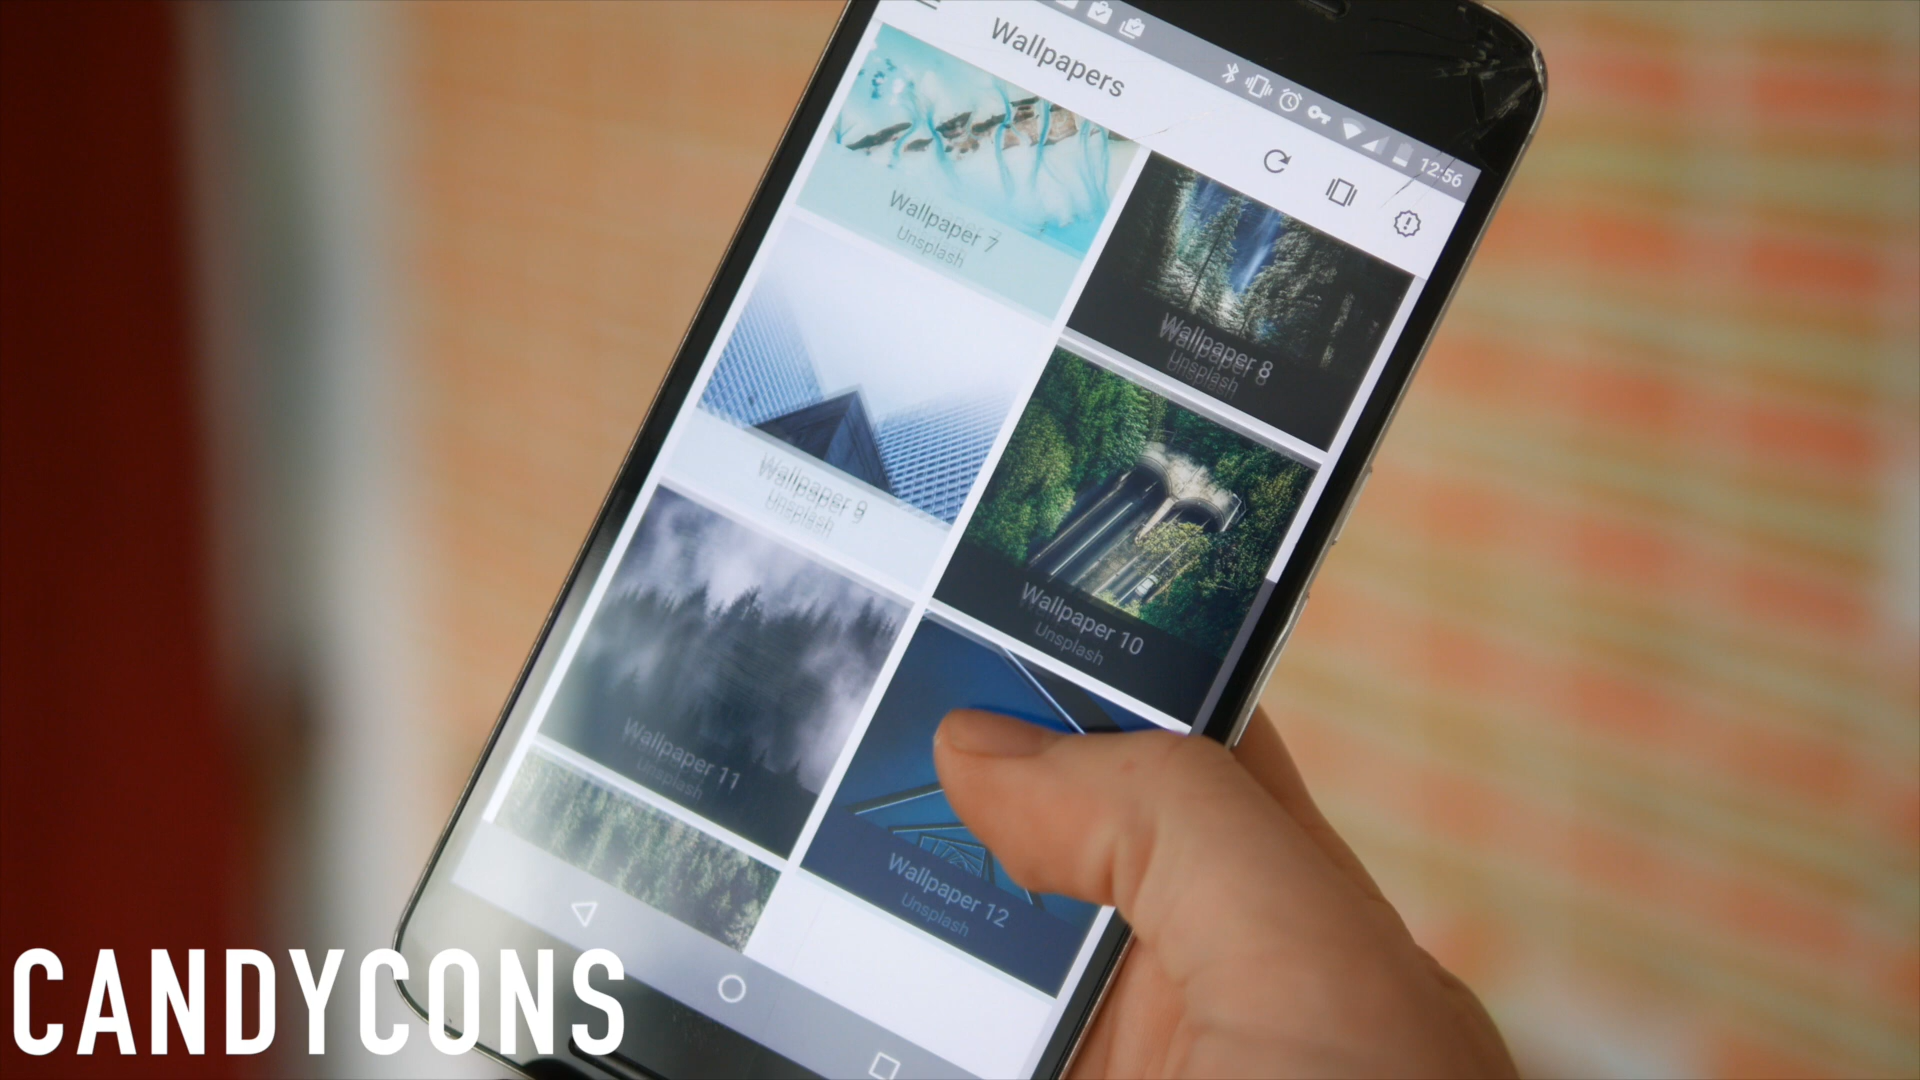 Wallpapers
12:56
Wallpaper 7
Unsplash
Wallpaper 8
Unsplash
Wallpaper 9
Unsplash
Wallpaper 10
Unsplash
Wallpaper 11
Unsplash
Wallpaper 12
Unsplash
CANDYCONS